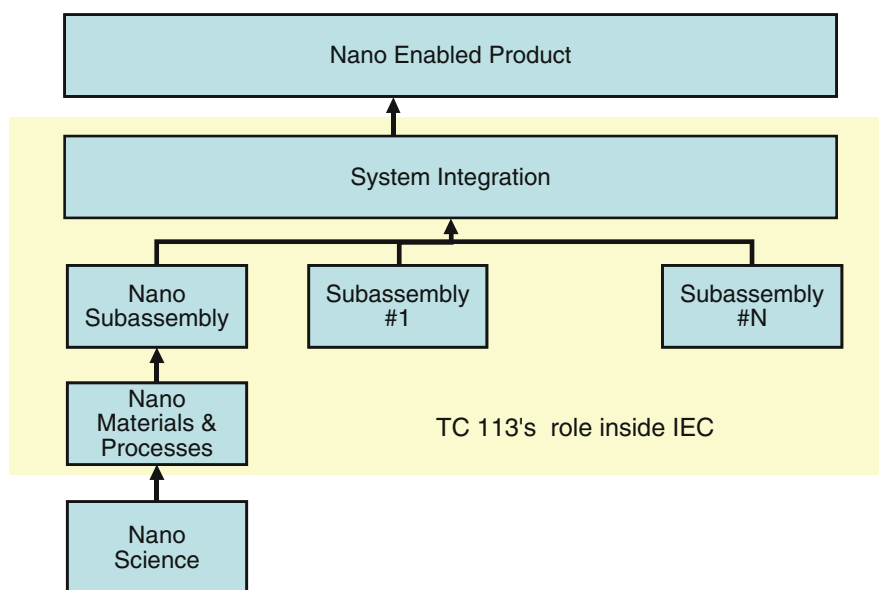 Nano Enabled Product
System Integration
Nano
Subassembly
Subassembly
#1
Subassembly
#N
Nano
Materials &
Processes
TC 113's role inside IEC
Nano
Science